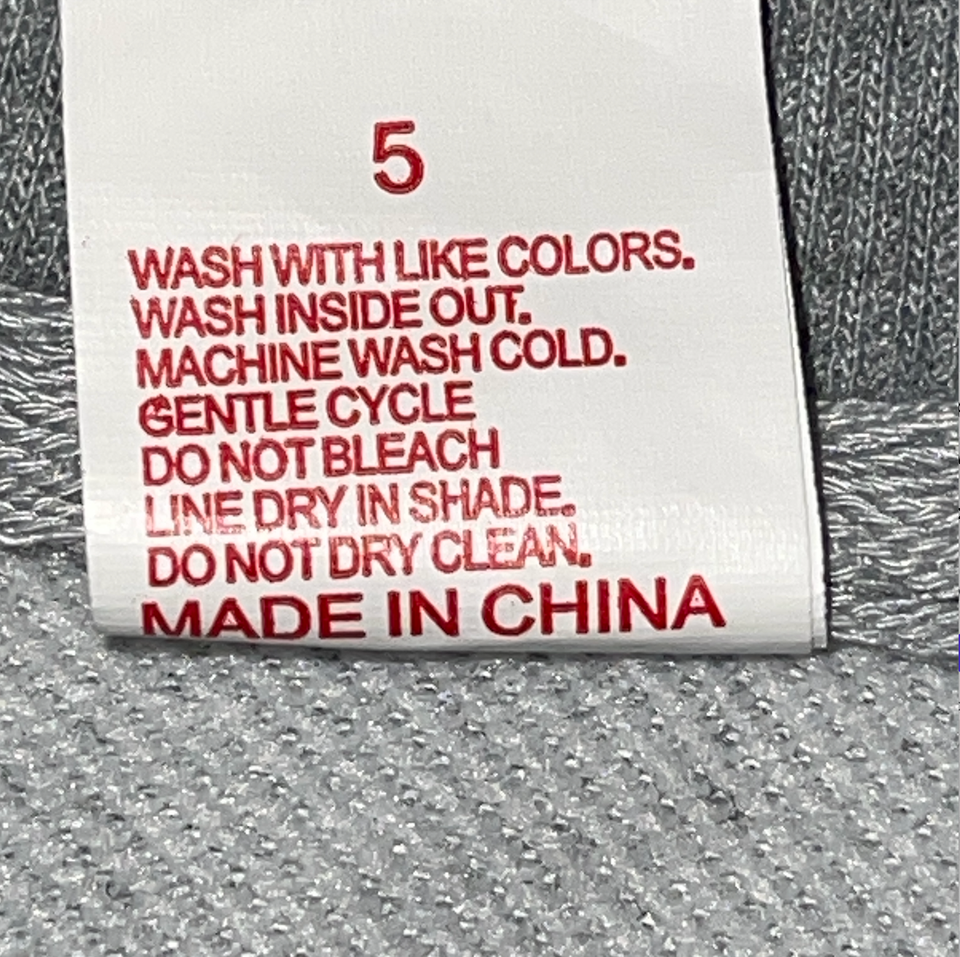 5
WASH WITH LIKE COLORS.
WASH INSIDE OUT.
MACHINE WASH COLD.
GENTLE CYCLE
DO NOT BLEACH
LINE DRY IN SHADE.
DO NOT DRY CLEAN.
MADE IN CHINA